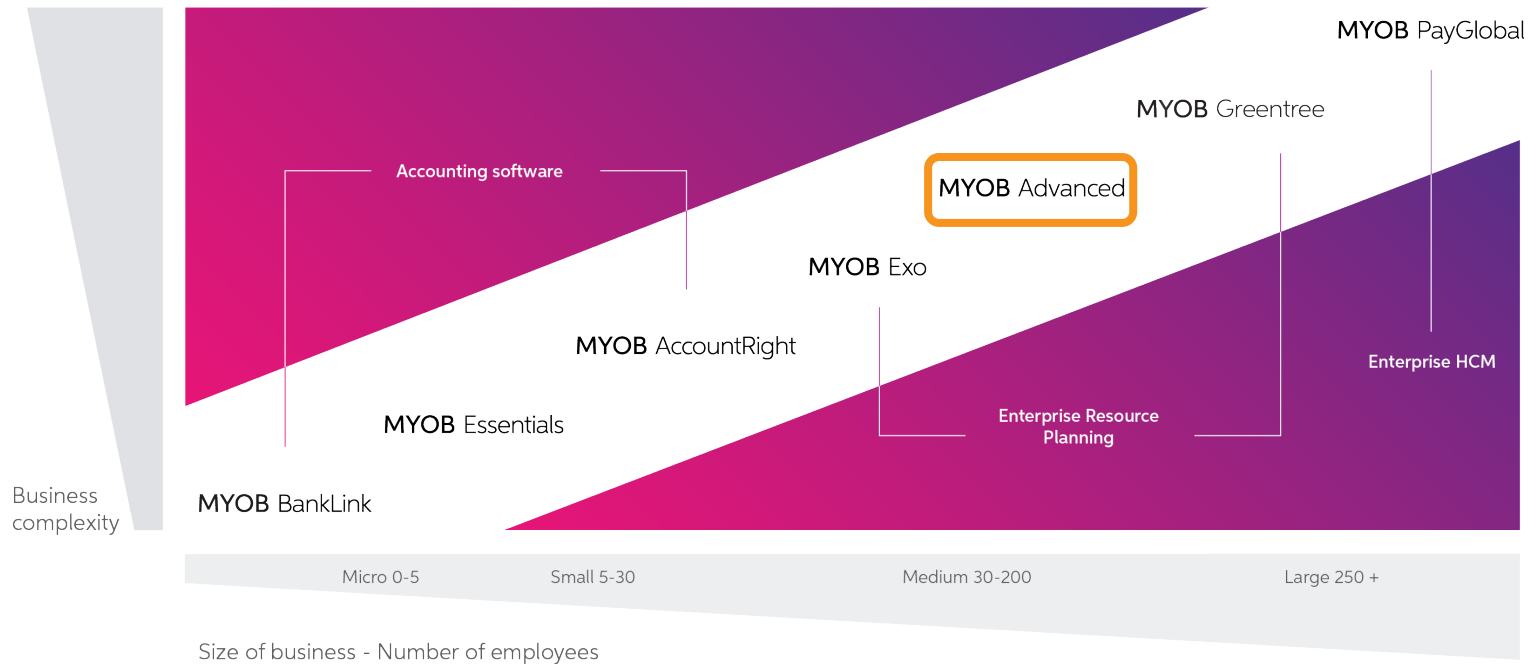 MYOB PayGlobal
MYOB Greentree
Accounting software
MYOB Advanced
MYOB Exo
MYOB AccountRight
Enterprise HCM
MYOB Essentials
Enterprise Resource
Planning
Business
complexity
MYOB BankLink
Micro 0-5
Small 5-30
Medium 30-200
Large 250 +
Size of business - Number of employees